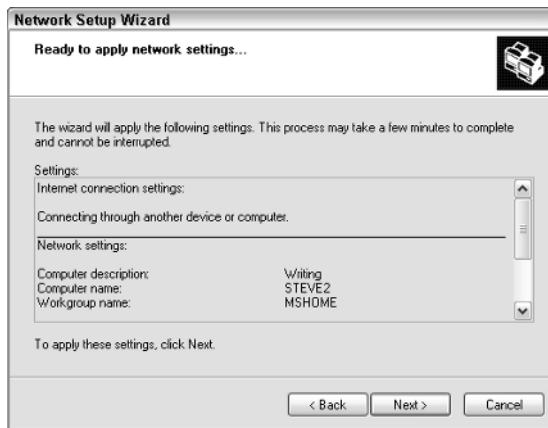 Network Setup Wizard
Ready to apply network settings...
The wizard will apply the following settings. This process may take a few minutes to complete
and cannot be interrupted.
Settings:
Internet connection settings:
Connecting through another device or computer.
Network settings:
Computer description: Writing
Computer name: STEVE2
Workgroup name: MSHOME
To apply these settings, click Next.
< Back Next > Cancel